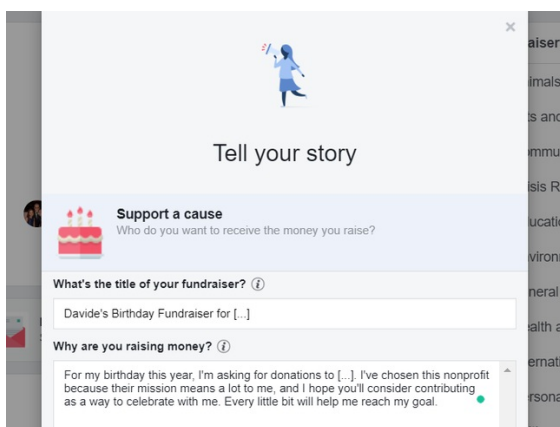 Tell your story
Support a cause
Who do you want to receive the money you raise?
What's the title of your fundraiser?
Davide's Birthday Fundraiser for [...]
Why are you raising money?
For my birthday this year, I'm asking for donations to [...]. I've chosen this nonprofit
because their mission means a lot to me, and I hope you'll consider contributing
as a way to celebrate with me. Every little bit will help me reach my goal.